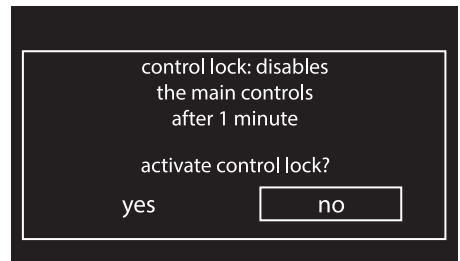 control lock: disables
the main controls
after 1 minute
activate control lock?
yes no